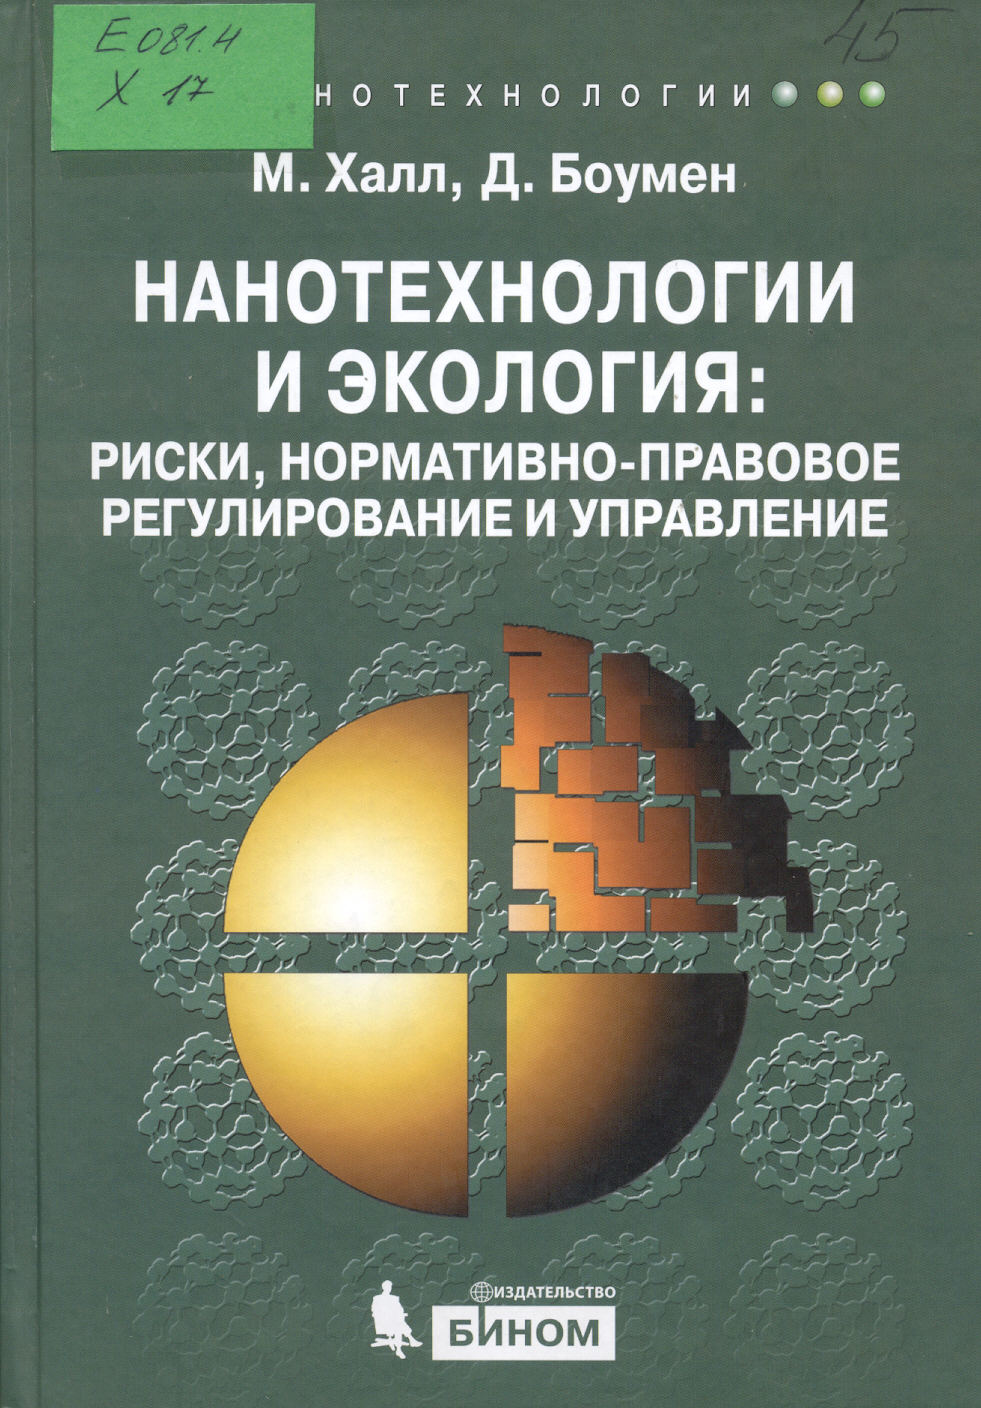 Е 081.4
Х 17
45
НОТЕХНОЛОГИИ
М. Халл, Д. Боумен
НАНОТЕХНОЛОГИИ
И ЭКОЛОГИЯ:
РИСКИ, НОРМАТИВНО-ПРАВОВОЕ
РЕГУЛИРОВАНИЕ И УПРАВЛЕНИЕ
ИЗДАТЕЛЬСТВО
БИНОМ